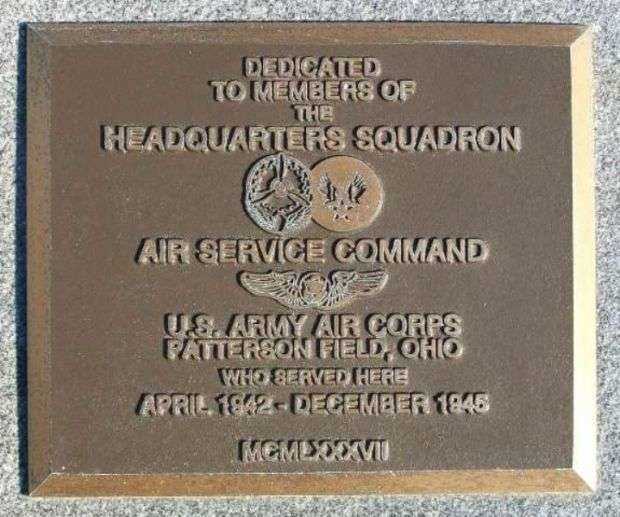 DEDICATED
TO MEMBERS OF
THE
HEADQUARTERS SQUADRON
AIR SERVICE COMMAND
U.S. ARMY AIR CORPS
PATTERSON FIELD, OHIO
WHO SERVED HERE
APRIL 1942 - DECEMBER 1945
MCMLXXXVII